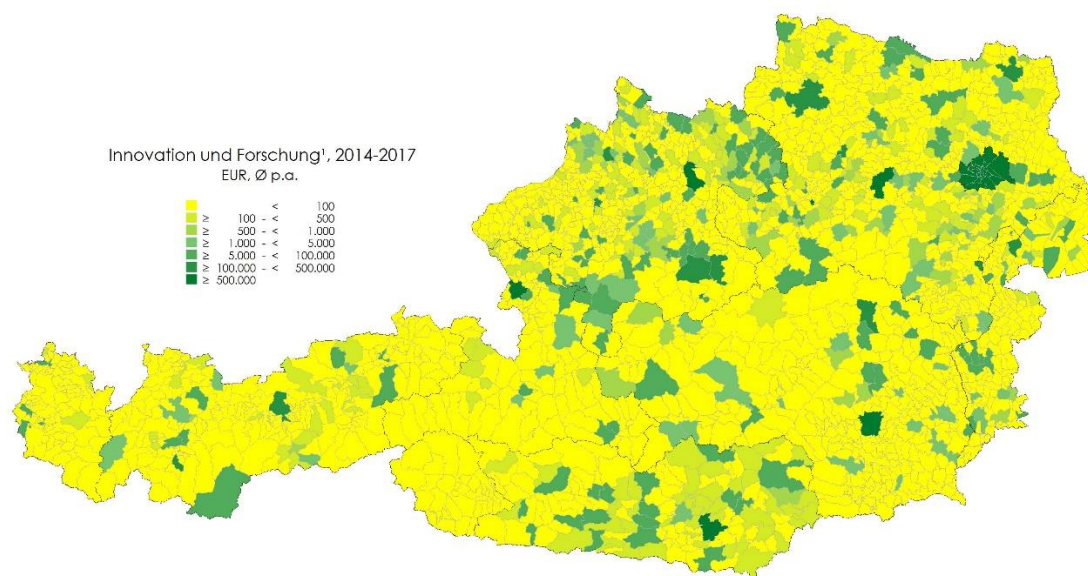 Innovation und Forschung¹, 2014-2017
EUR, Ø p.a.
< 100
≥ 100 - < 500
≥ 500 - < 1.000
≥ 1.000 - < 5.000
≥ 5.000 - < 100.000
≥ 100.000 - < 500.000
≥ 500.000